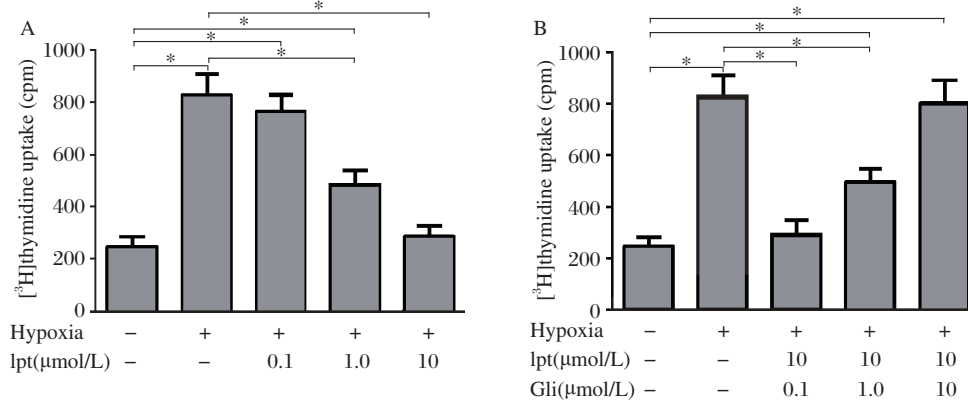 A
[³H]thymidine uptake (cpm)
1000
800
600
400
200
0
* * * * * *
Hypoxia – + + + +
lpt(μmol/L) – – 0.1 1.0 10
B
[³H]thymidine uptake (cpm)
1000
800
600
400
200
0
* * * * * *
Hypoxia – + + + +
lpt(μmol/L) – – 10 10 10
Gli(μmol/L) – – 0.1 1.0 10